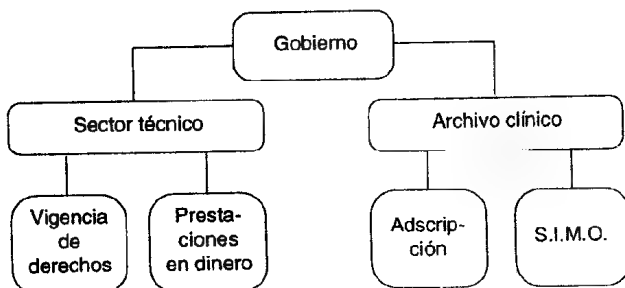 Gobierno
Sector técnico
Archivo clínico
Vigencia
de
derechos
Presta-
ciones
en dinero
Adscrip-
ción
S.I.M.O.